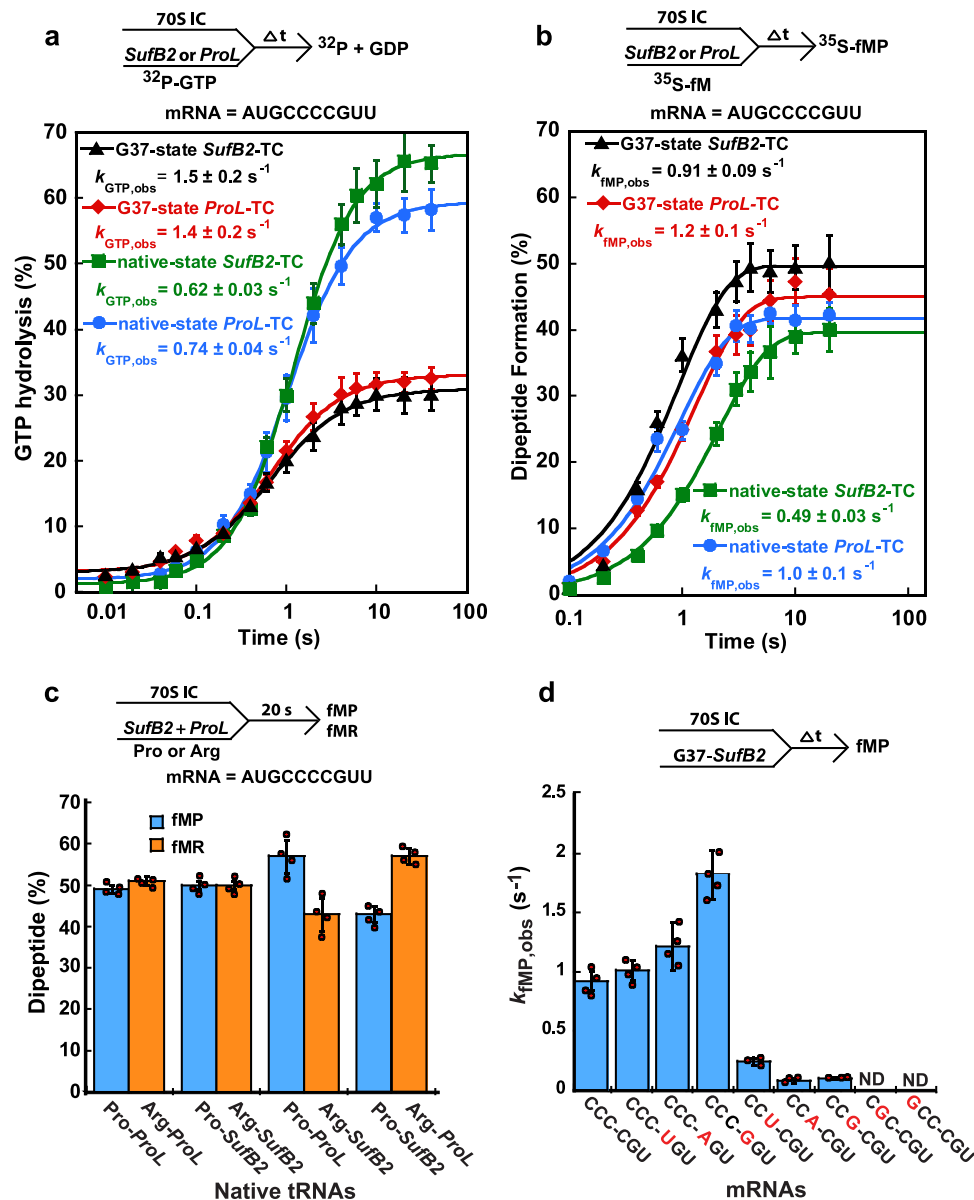 a
70S IC
SufB2 or ProL
32P-GTP
Δt
32P + GDP
mRNA = AUGCCCCGUU
GTP hydrolysis (%)
70
60
50
40
30
20
10
0
G37-state SufB2-TC
kGTP,obs = 1.5 ± 0.2 s-1
G37-state ProL-TC
kGTP,obs = 1.4 ± 0.2 s-1
native-state SufB2-TC
kGTP,obs = 0.62 ± 0.03 s-1
native-state ProL-TC
kGTP,obs = 0.74 ± 0.04 s-1
0.01 0.1 1 10 100
Time (s)
b
70S IC
SufB2 or ProL
35S-fM
Δt
35S-fMP
mRNA = AUGCCCCGUU
Dipeptide Formation (%)
70
60
50
40
30
20
10
0
G37-state SufB2-TC
kfMP,obs = 0.91 ± 0.09 s-1
G37-state ProL-TC
kfMP,obs = 1.2 ± 0.1 s-1
native-state SufB2-TC
kfMP,obs = 0.49 ± 0.03 s-1
native-state ProL-TC
kfMP,obs = 1.0 ± 0.1 s-1
0.1 1 10 100
Time (s)
c
70S IC
SufB2 + ProL
Pro or Arg
20 s
fMP
fMR
mRNA = AUGCCCCGUU
Dipeptide (%)
70
60
50
40
30
20
10
0
fMP
fMR
Pro-ProL
Arg-ProL
Pro-SufB2
Arg-SufB2
Pro-ProL
Arg-SufB2
Pro-SufB2
Arg-ProL
Native tRNAs
d
70S IC
G37-SufB2
Δt
fMP
kfMP,obs (s-1)
2.5
2
1.5
1
0.5
0
ND
ND
CCC-CGU
CCC-UGU
CCC-AGU
CCC-GGU
CCU-CGU
CCA-CGU
CCG-CGU
CGC-CGU
GCC-CGU
mRNAs